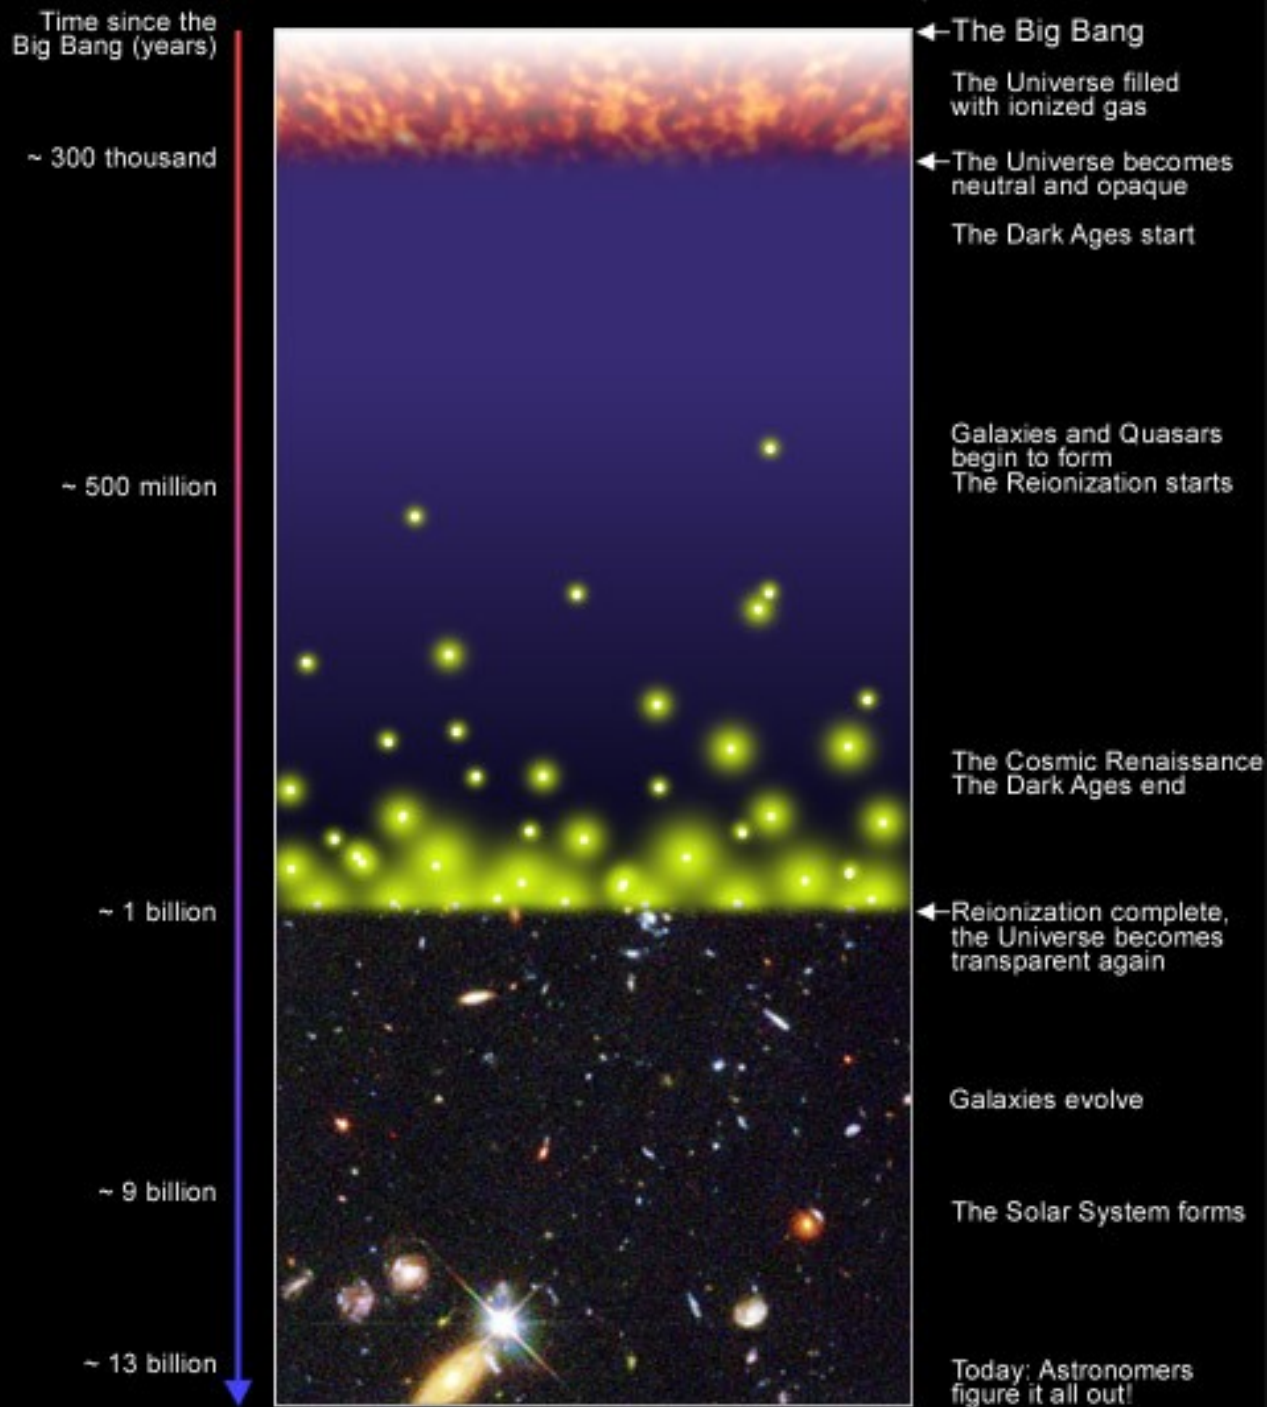 Time since the
Big Bang (years)
The Big Bang
The Universe filled
with ionized gas
~ 300 thousand
The Universe becomes
neutral and opaque
The Dark Ages start
Galaxies and Quasars
begin to form
The Reionization starts
~ 500 million
The Cosmic Renaissance
The Dark Ages end
~ 1 billion
Reionization complete,
the Universe becomes
transparent again
Galaxies evolve
~ 9 billion
The Solar System forms
~ 13 billion
Today: Astronomers
figure it all out!